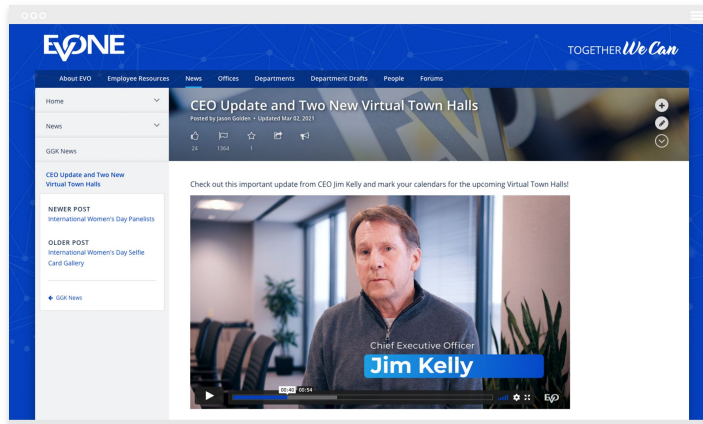 EVONE
TOGETHER We Can
About EVO Employee Resources News Offices Departments Department Drafts People Forums
Home
News
GGK News
CEO Update and Two New
Virtual Town Halls
NEWER POST
International Women's Day Panelists
OLDER POST
International Women's Day Selfie
Card Gallery
GGK News
CEO Update and Two New Virtual Town Halls
Posted by Jason Golden • Updated Mar 02, 2021
24 1364 1
Check out this important update from CEO Jim Kelly and mark your calendars for the upcoming Virtual Town Halls!
Chief Executive Officer
Jim Kelly
00:40 00:54
EVO